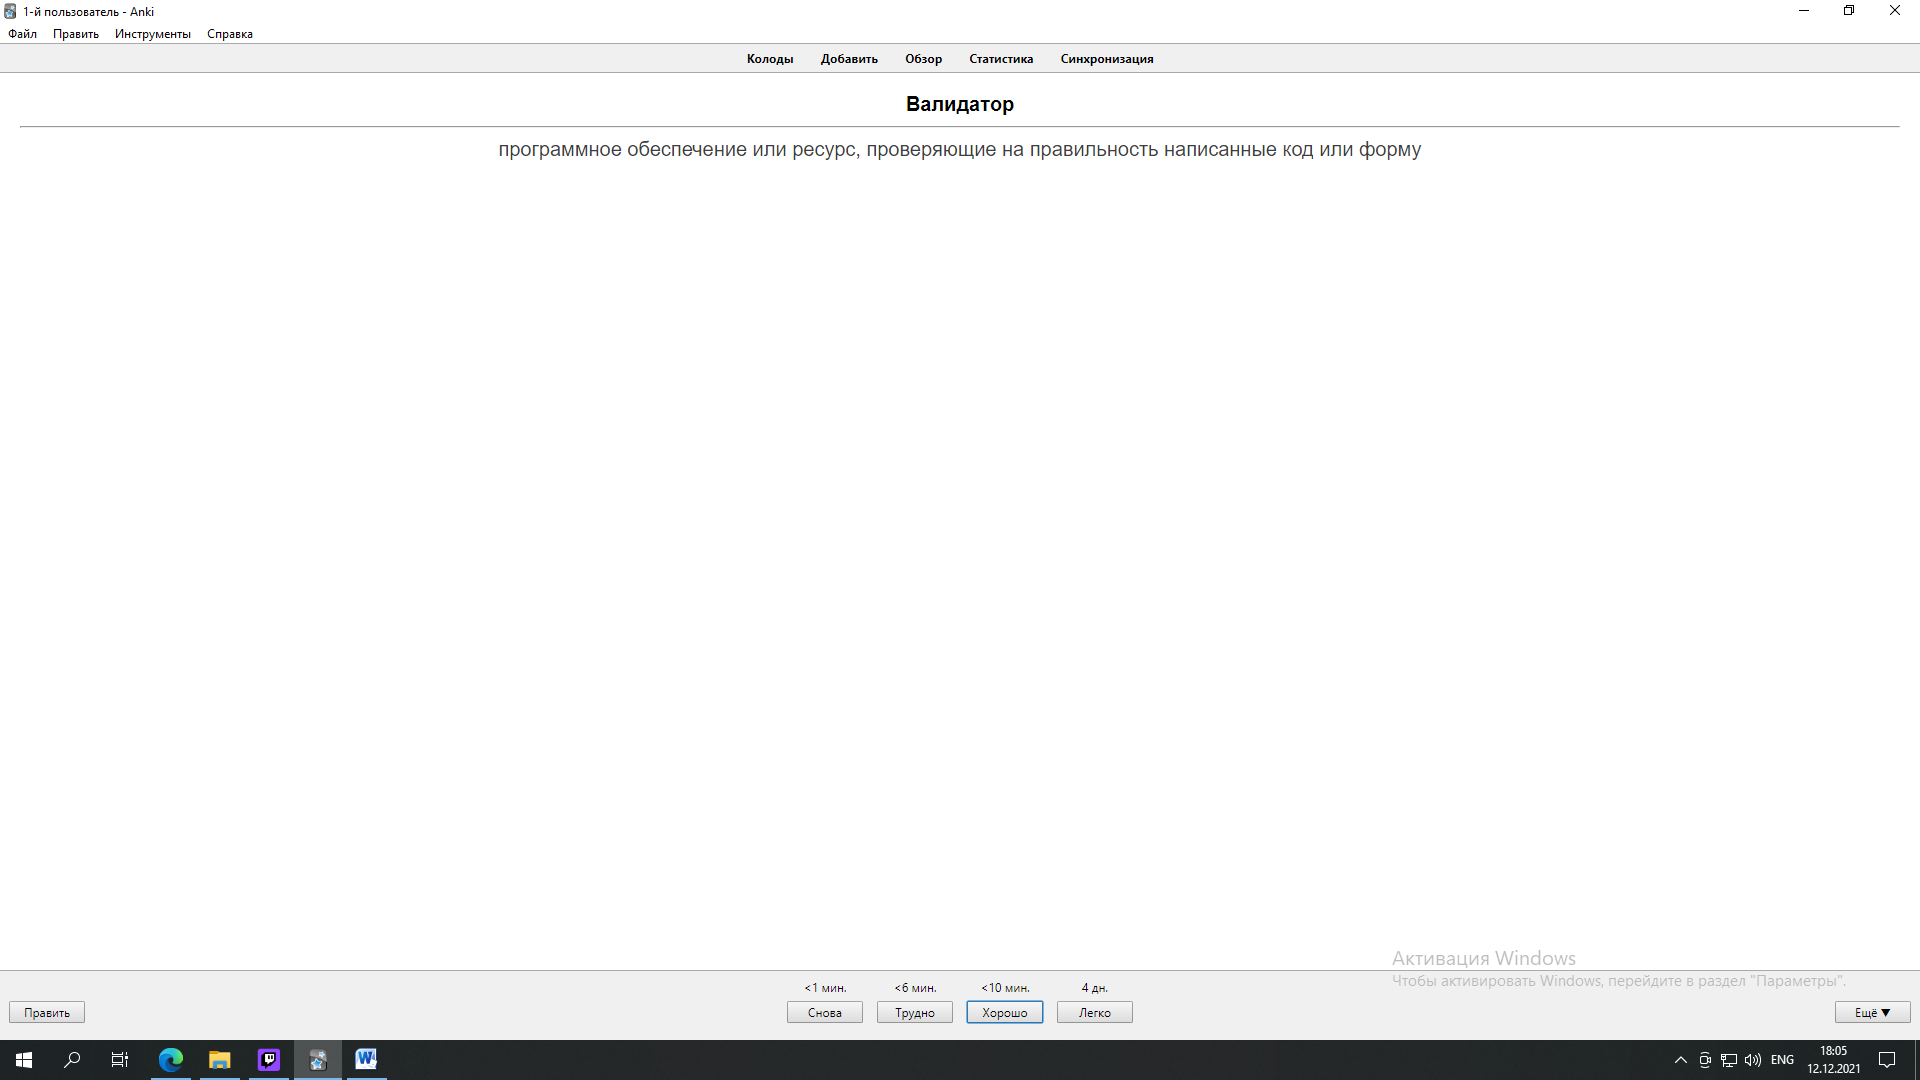 1-й пользователь - Anki
Файл Править Инструменты Справка
Колоды Добавить Обзор Статистика Синхронизация
Валидатор
программное обеспечение или ресурс, проверяющие на правильность написанные код или форму
Активация Windows
Чтобы активировать Windows, перейдите в раздел "Параметры".
<1 мин. <6 мин. <10 мин. 4 дн.
Править Снова Трудно Хорошо Легко Ещё ▼
ENG 18:05
12.12.2021